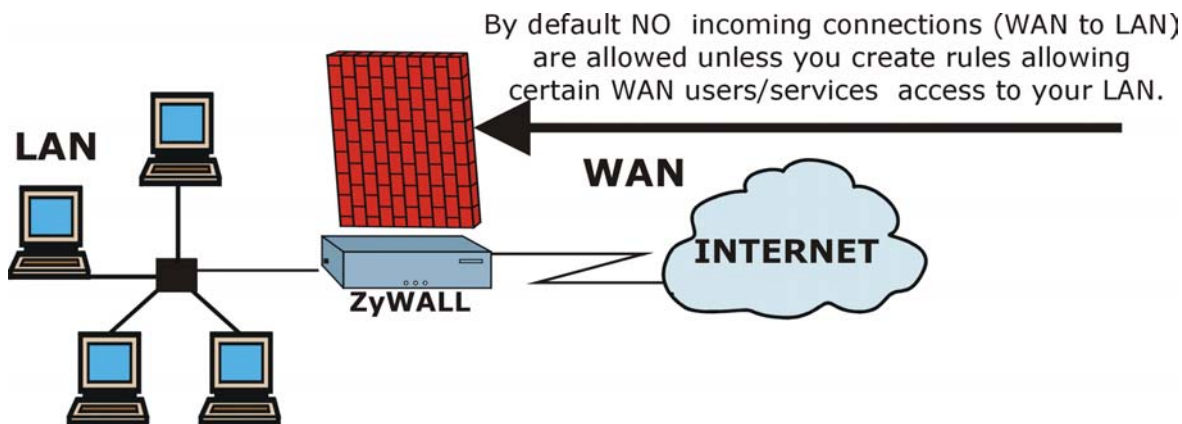 By default NO incoming connections (WAN to LAN)
are allowed unless you create rules allowing
certain WAN users/services access to your LAN.
LAN
WAN
INTERNET
ZyWALL